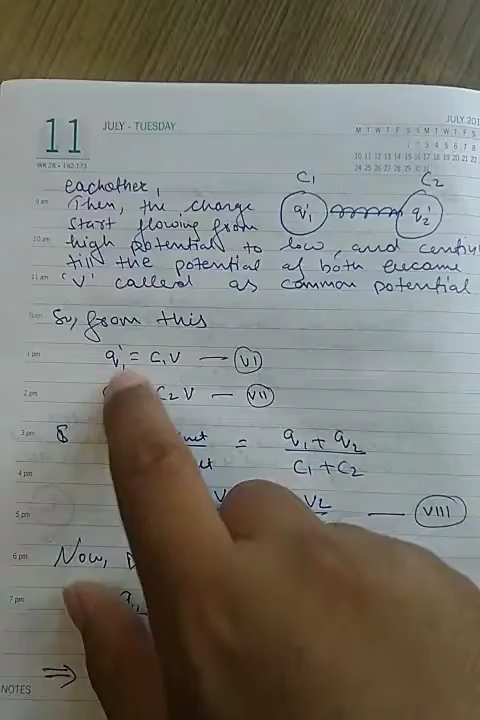 11 JULY - TUESDAY
WK 28 • 192-173
JULY 201
M T W T F S S M T W T F S S
1 2 3 4 5 6 7 8
10 11 12 13 14 15 16 17 18 19 20 21 22
24 25 26 27 28 29 30 31
C1 C2
q1' q2'
eachother,
Then, the charge
9 am
start flowing from
10 am
high potential to low, and continu
till the potential of both became
11 am
'V' called as common potential
Noon
So, from this
1 pm
q1' = C1V — VI
2 pm
C2V — VII
3 pm
net = q1 + q2
4 pm
et C1 + C2
V V2
5 pm
— VIII
6 pm
Now,
7 pm
q1
⇒
NOTES